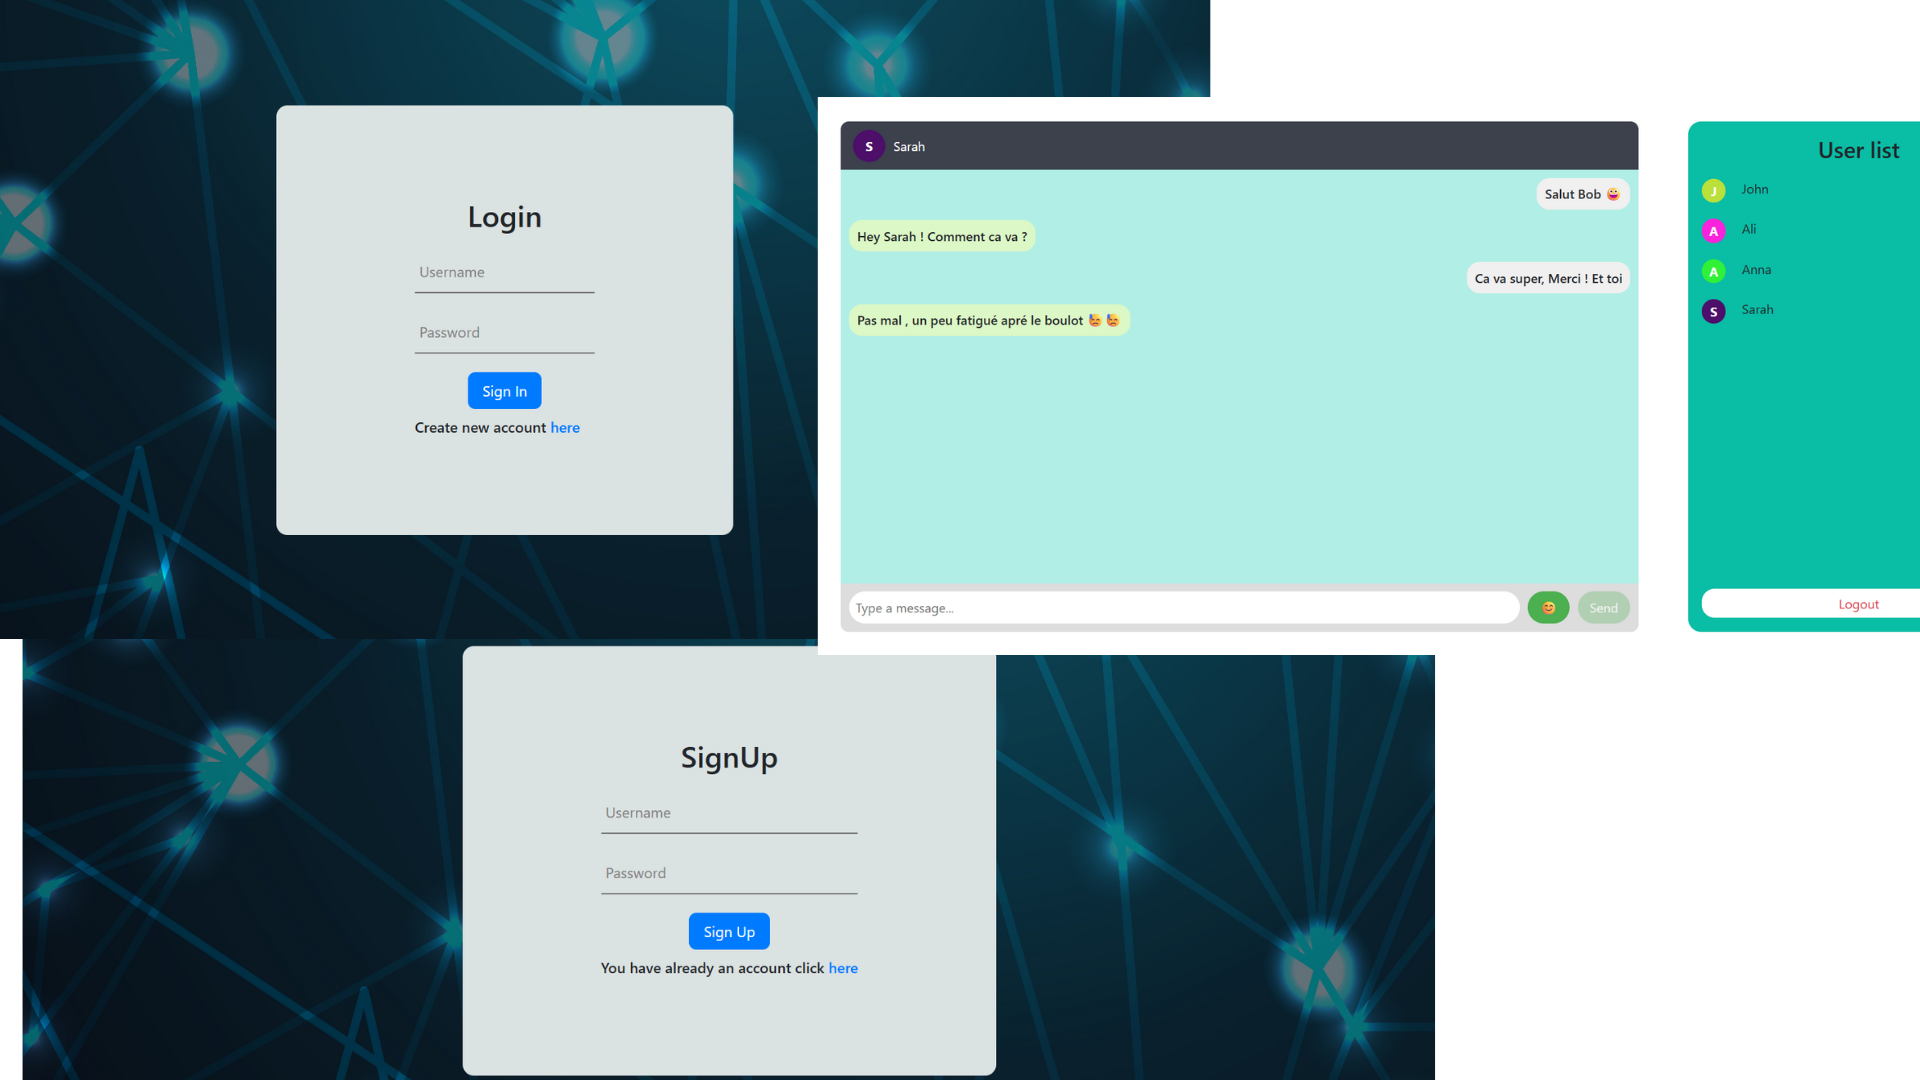 Login
Username
Password
Sign In
Create new account here
S Sarah
Salut Bob 🤪
Hey Sarah ! Comment ca va ?
Ca va super, Merci ! Et toi
Pas mal , un peu fatigué apré le boulot 😓 😓
Type a message...
😊
Send
User list
J John
A Ali
A Anna
S Sarah
Logout
SignUp
Username
Password
Sign Up
You have already an account click here